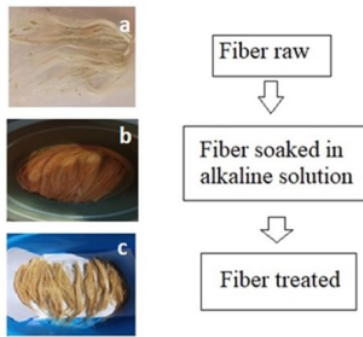 a
Fiber raw
b
Fiber soaked in
alkaline solution
c
Fiber treated